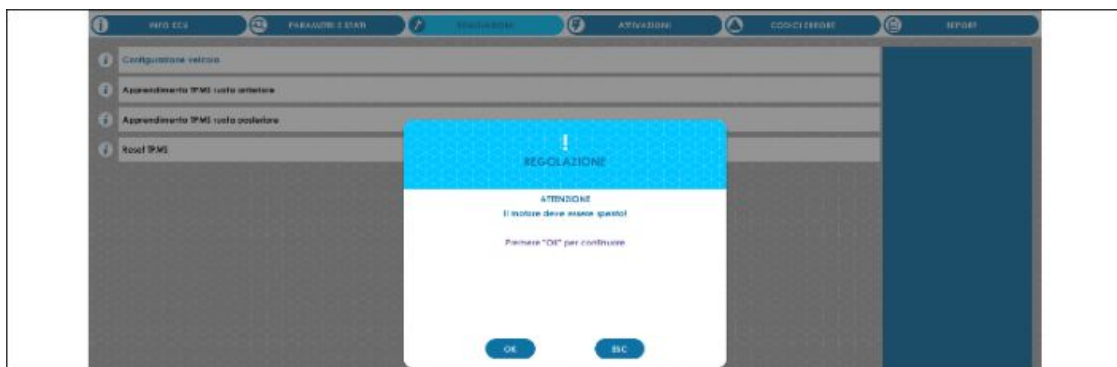 INFO ECU
PARAMETRI E STATI
REGOLAZIONI
ATTIVAZIONI
CODICI ERRORE
REPORT
Configurazione veicolo
Apprendimento TPMS ruota anteriore
Apprendimento TPMS ruota posteriore
Reset TPMS
!
REGOLAZIONE
ATTENZIONE
Il motore deve essere spento!
Premere "OK" per continuare
OK
ESC